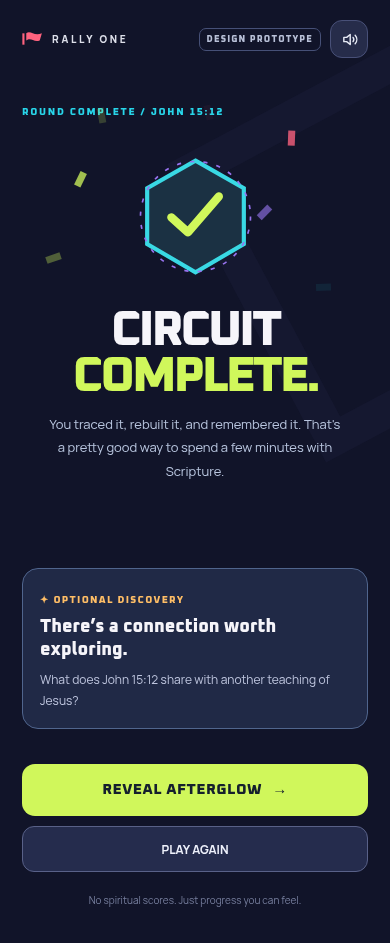 RALLY ONE
DESIGN PROTOTYPE
ROUND COMPLETE / JOHN 15:12
CIRCUIT
COMPLETE.
You traced it, rebuilt it, and remembered it. That's
a pretty good way to spend a few minutes with
Scripture.
✦ OPTIONAL DISCOVERY
There's a connection worth
exploring.
What does John 15:12 share with another teaching of
Jesus?
REVEAL AFTERGLOW →
PLAY AGAIN
No spiritual scores. Just progress you can feel.